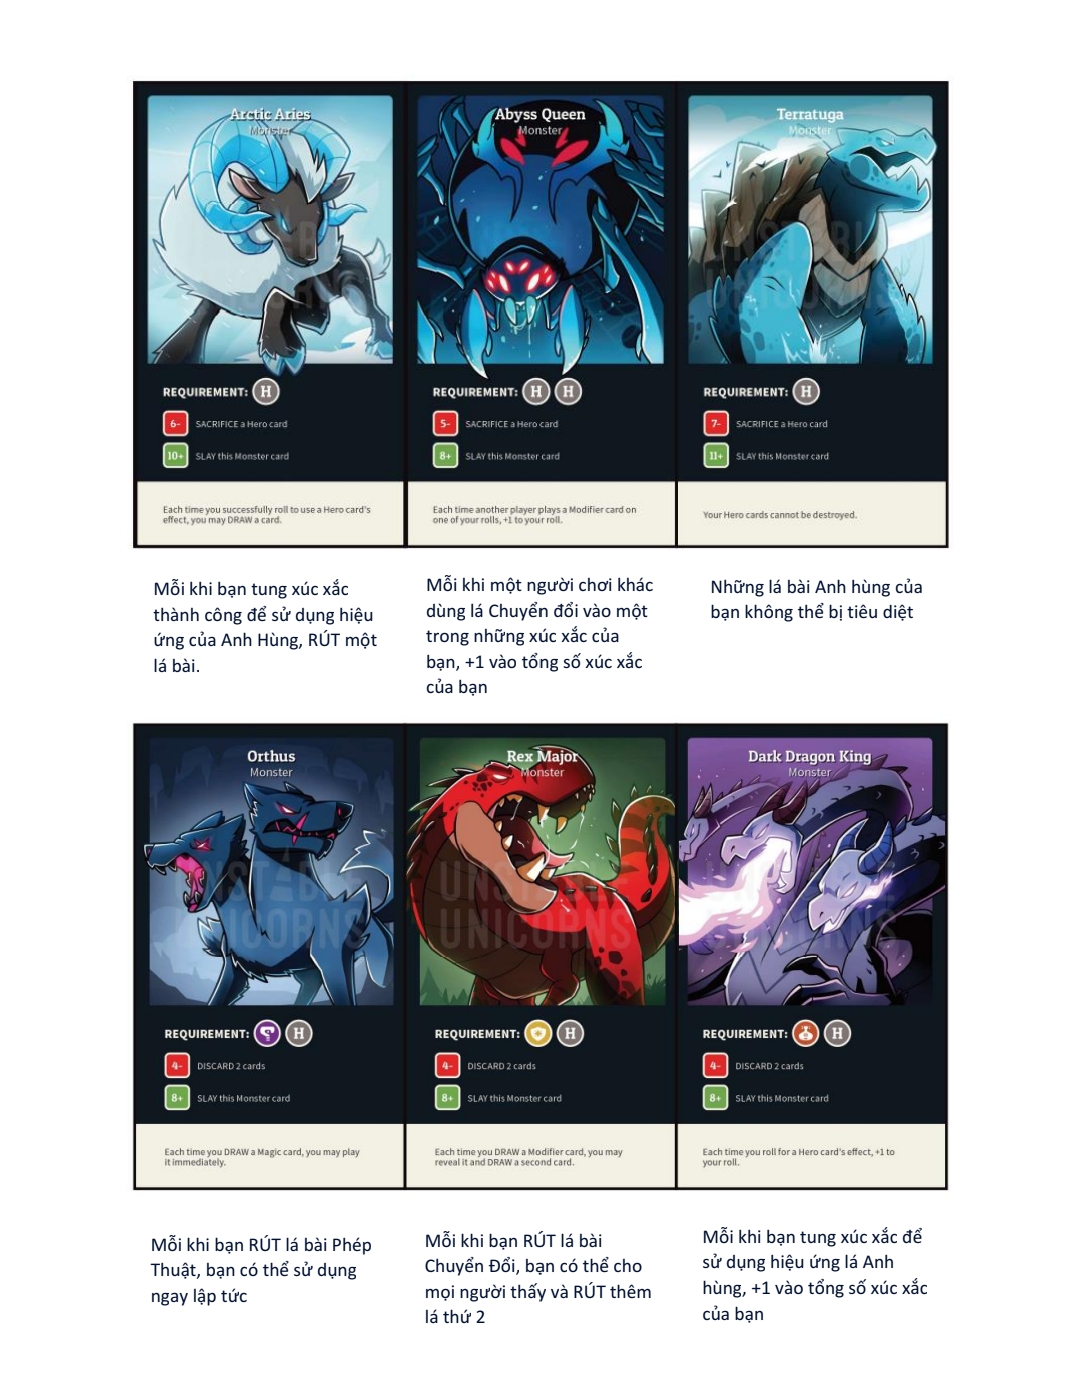 Arctic Aries
Monster
REQUIREMENT: H
6- SACRIFICE a Hero card
10+ SLAY this Monster card
Each time you successfully roll to use a Hero card's
effect, you may DRAW a card.
Abyss Queen
Monster
REQUIREMENT: H H
5- SACRIFICE a Hero card
8+ SLAY this Monster card
Each time another player plays a Modifier card on
one of your rolls, +1 to your roll.
Terratuga
Monster
UNSTABLE
UNICORNS
REQUIREMENT: H
7- SACRIFICE a Hero card
11+ SLAY this Monster card
Your Hero cards cannot be destroyed.
Mỗi khi bạn tung xúc xắc
thành công để sử dụng hiệu
ứng của Anh Hùng, RÚT một
lá bài.
Mỗi khi một người chơi khác
dùng lá Chuyển đổi vào một
trong những xúc xắc của
bạn, +1 vào tổng số xúc xắc
của bạn
Những lá bài Anh hùng của
bạn không thể bị tiêu diệt
Orthus
Monster
UNSTABLE
UNICORNS
REQUIREMENT: H
4- DISCARD 2 cards
8+ SLAY this Monster card
Each time you DRAW a Magic card, you may play
it immediately.
Rex Major
Monster
UNSTABLE
UNICORNS
REQUIREMENT: H
4- DISCARD 2 cards
8+ SLAY this Monster card
Each time you DRAW a Modifier card, you may
reveal it and DRAW a second card.
Dark Dragon King
Monster
REQUIREMENT: H
4- DISCARD 2 cards
8+ SLAY this Monster card
Each time you roll for a Hero card's effect, +1 to
your roll.
Mỗi khi bạn RÚT lá bài Phép
Thuật, bạn có thể sử dụng
ngay lập tức
Mỗi khi bạn RÚT lá bài
Chuyển Đổi, bạn có thể cho
mọi người thấy và RÚT thêm
lá thứ 2
Mỗi khi bạn tung xúc xắc để
sử dụng hiệu ứng lá Anh
hùng, +1 vào tổng số xúc xắc
của bạn